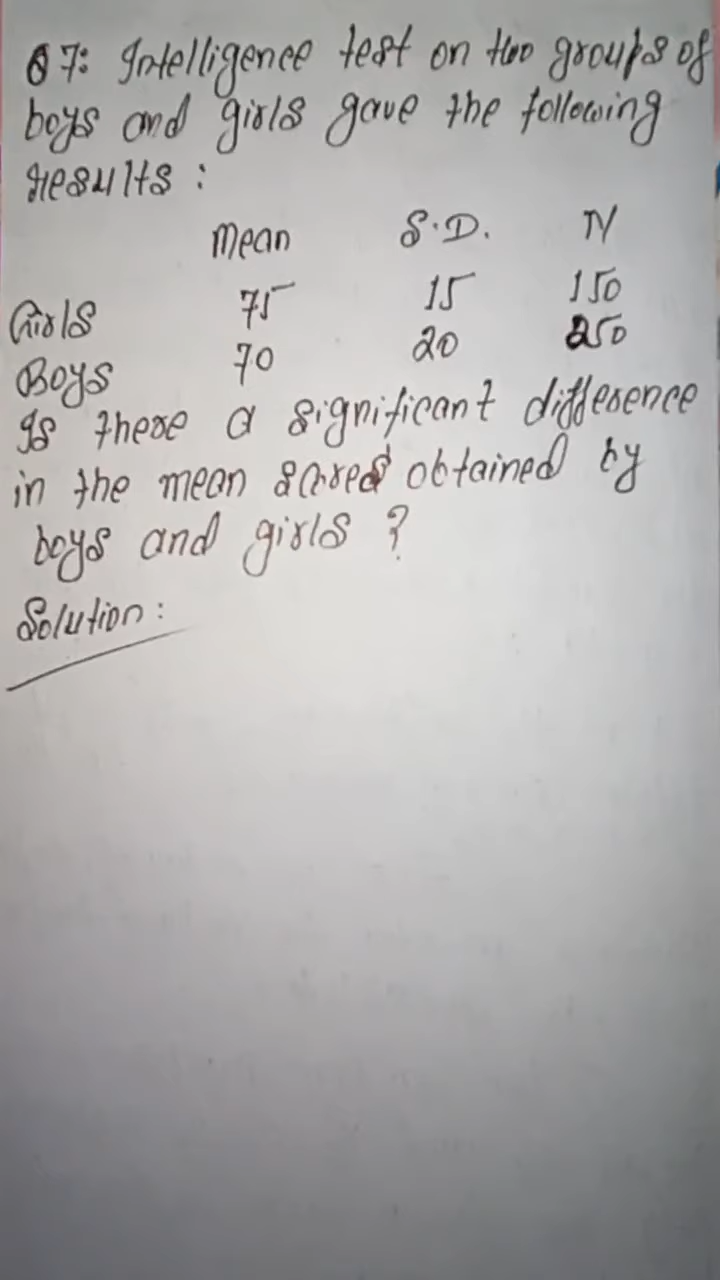 Q7: Intelligence test on two groups of
boys and girls gave the following
results :
Mean S.D. N
Girls 75 15 150
Boys 70 20 250
Is there a significant difference
in the mean scores obtained by
boys and girls ?
Solution :